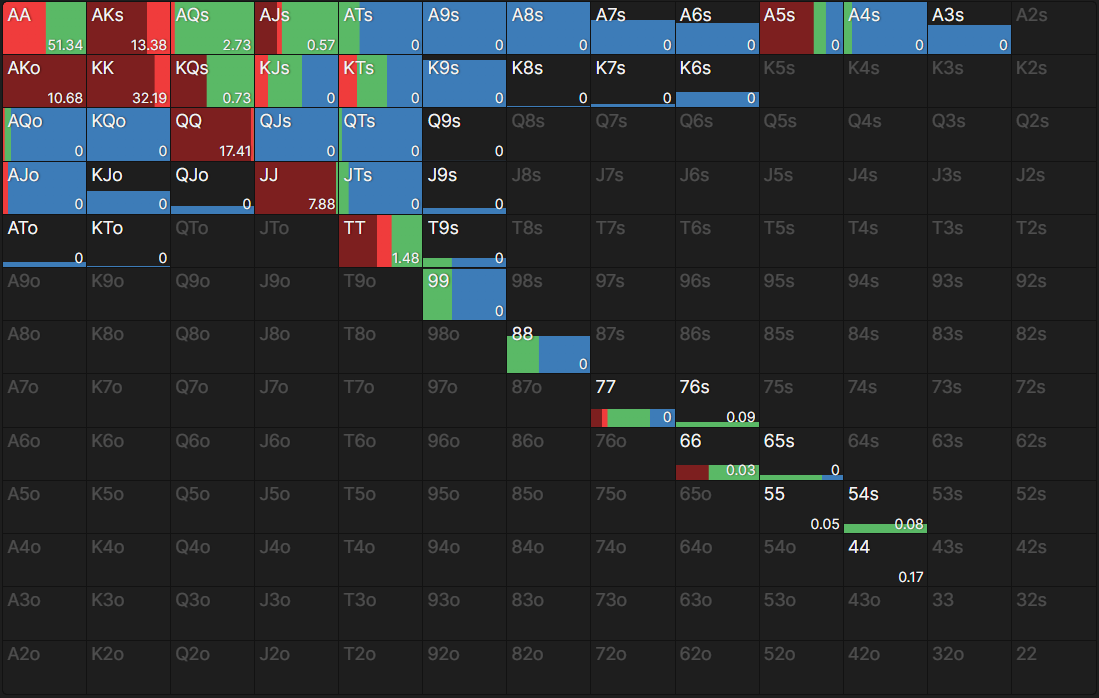 AA AKs AQs AJs ATs A9s A8s A7s A6s A5s A4s A3s A2s
51.34 13.38 2.73 0.57 0 0 0 0 0 0 0 0
AKo KK KQs KJs KTs K9s K8s K7s K6s K5s K4s K3s K2s
10.68 32.19 0.73 0 0 0 0 0 0
AQo KQo QQ QJs QTs Q9s Q8s Q7s Q6s Q5s Q4s Q3s Q2s
0 0 17.41 0 0 0
AJo KJo QJo JJ JTs J9s J8s J7s J6s J5s J4s J3s J2s
0 0 0 7.88 0 0
ATo KTo QTo JTo TT T9s T8s T7s T6s T5s T4s T3s T2s
0 0 1.48 0
A9o K9o Q9o J9o T9o 99 98s 97s 96s 95s 94s 93s 92s
0
A8o K8o Q8o J8o T8o 98o 88 87s 86s 85s 84s 83s 82s
0
A7o K7o Q7o J7o T7o 97o 87o 77 76s 75s 74s 73s 72s
0 0.09
A6o K6o Q6o J6o T6o 96o 86o 76o 66 65s 64s 63s 62s
0.03 0
A5o K5o Q5o J5o T5o 95o 85o 75o 65o 55 54s 53s 52s
0.05 0.08
A4o K4o Q4o J4o T4o 94o 84o 74o 64o 54o 44 43s 42s
0.17
A3o K3o Q3o J3o T3o 93o 83o 73o 63o 53o 43o 33 32s
A2o K2o Q2o J2o T2o 92o 82o 72o 62o 52o 42o 32o 22